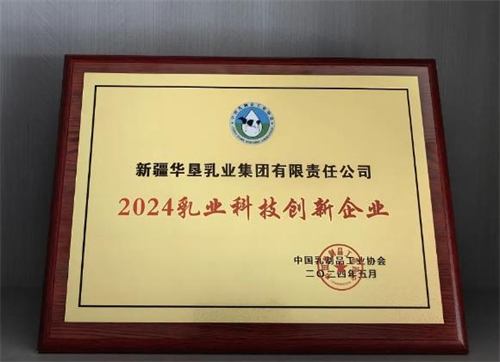 新疆华垦乳业集团有限责任公司
2024乳业科技创新企业
中国乳制品工业协会
二〇二四年五月